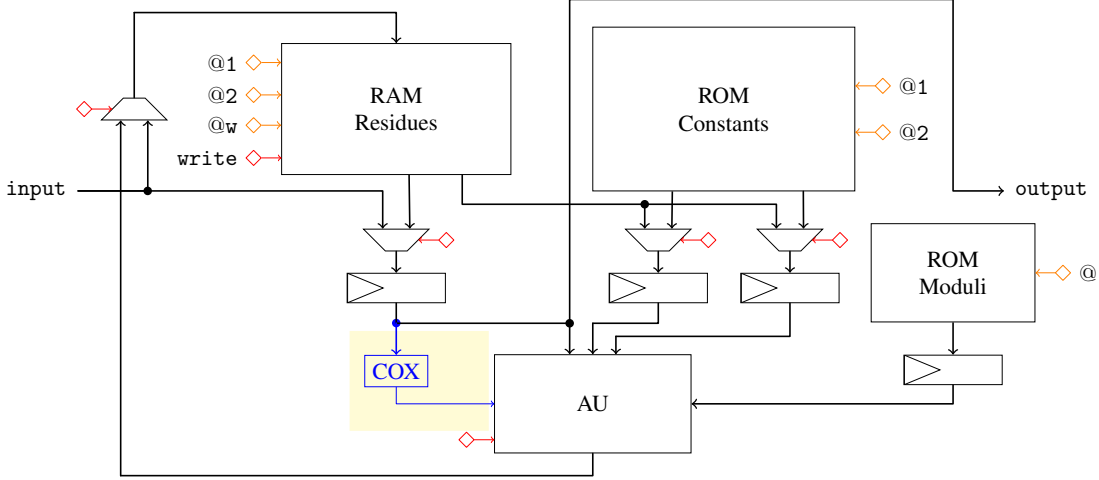 @1
@2
@w
write
RAM
Residues
ROM
Constants
@1
@2
input
output
ROM
Moduli
@
COX
AU